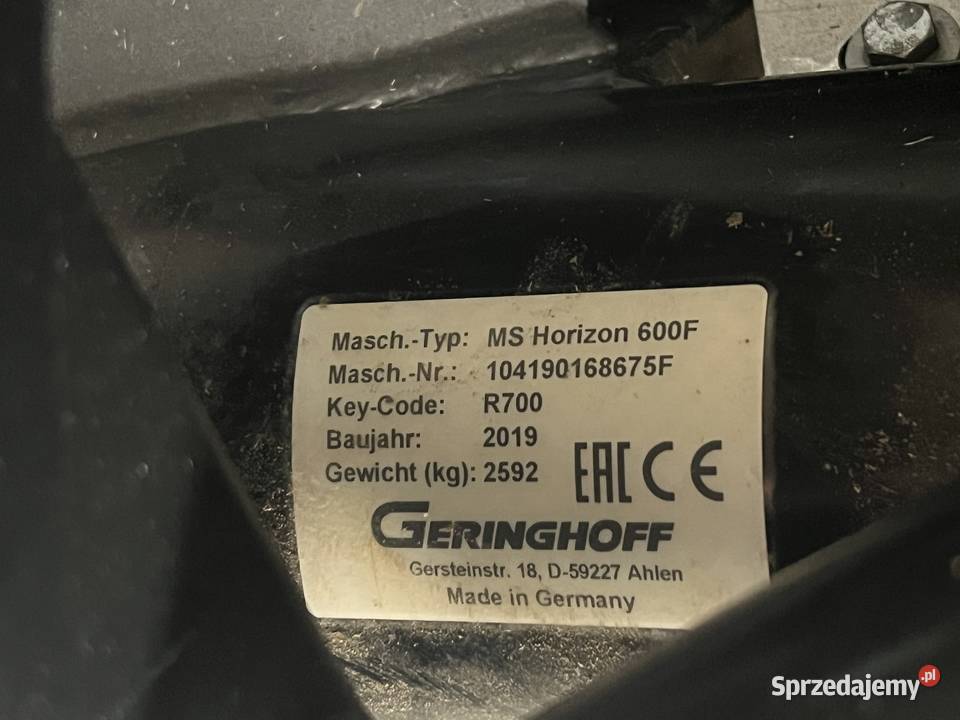 Masch.-Typ: MS Horizon 600F
Masch.-Nr.: 104190168675F
Key-Code: R700
Baujahr: 2019
Gewicht (kg): 2592
EAC CE
GERINGHOFF
Gersteinstr. 18, D-59227 Ahlen
Made in Germany
Sprzedajemy.pl